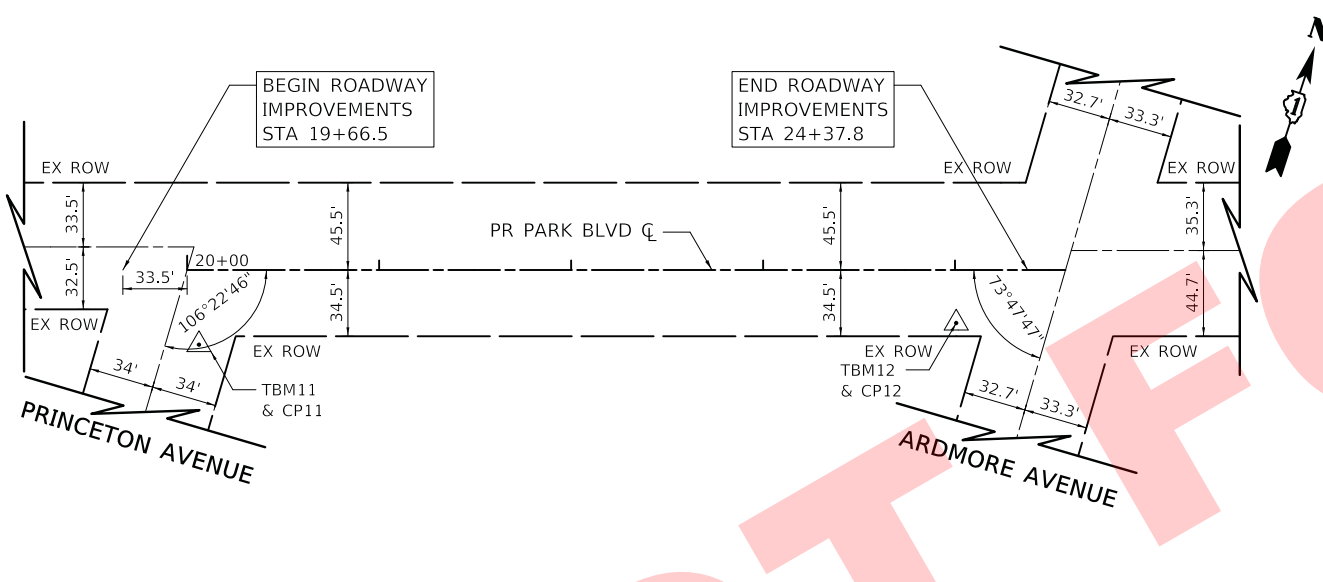 N
1
BEGIN ROADWAY
IMPROVEMENTS
STA 19+66.5
END ROADWAY
IMPROVEMENTS
STA 24+37.8
32.7'
33.3'
EX ROW
EX ROW
EX ROW
33.5'
45.5'
45.5'
35.3'
PR PARK BLVD ℄
20+00
33.5'
32.5'
106°22'46"
34.5'
34.5'
73°47'47"
44.7'
EX ROW
EX ROW
EX ROW
EX ROW
34'
34'
TBM11
& CP11
TBM12
& CP12
32.7'
33.3'
PRINCETON AVENUE
ARDMORE AVENUE